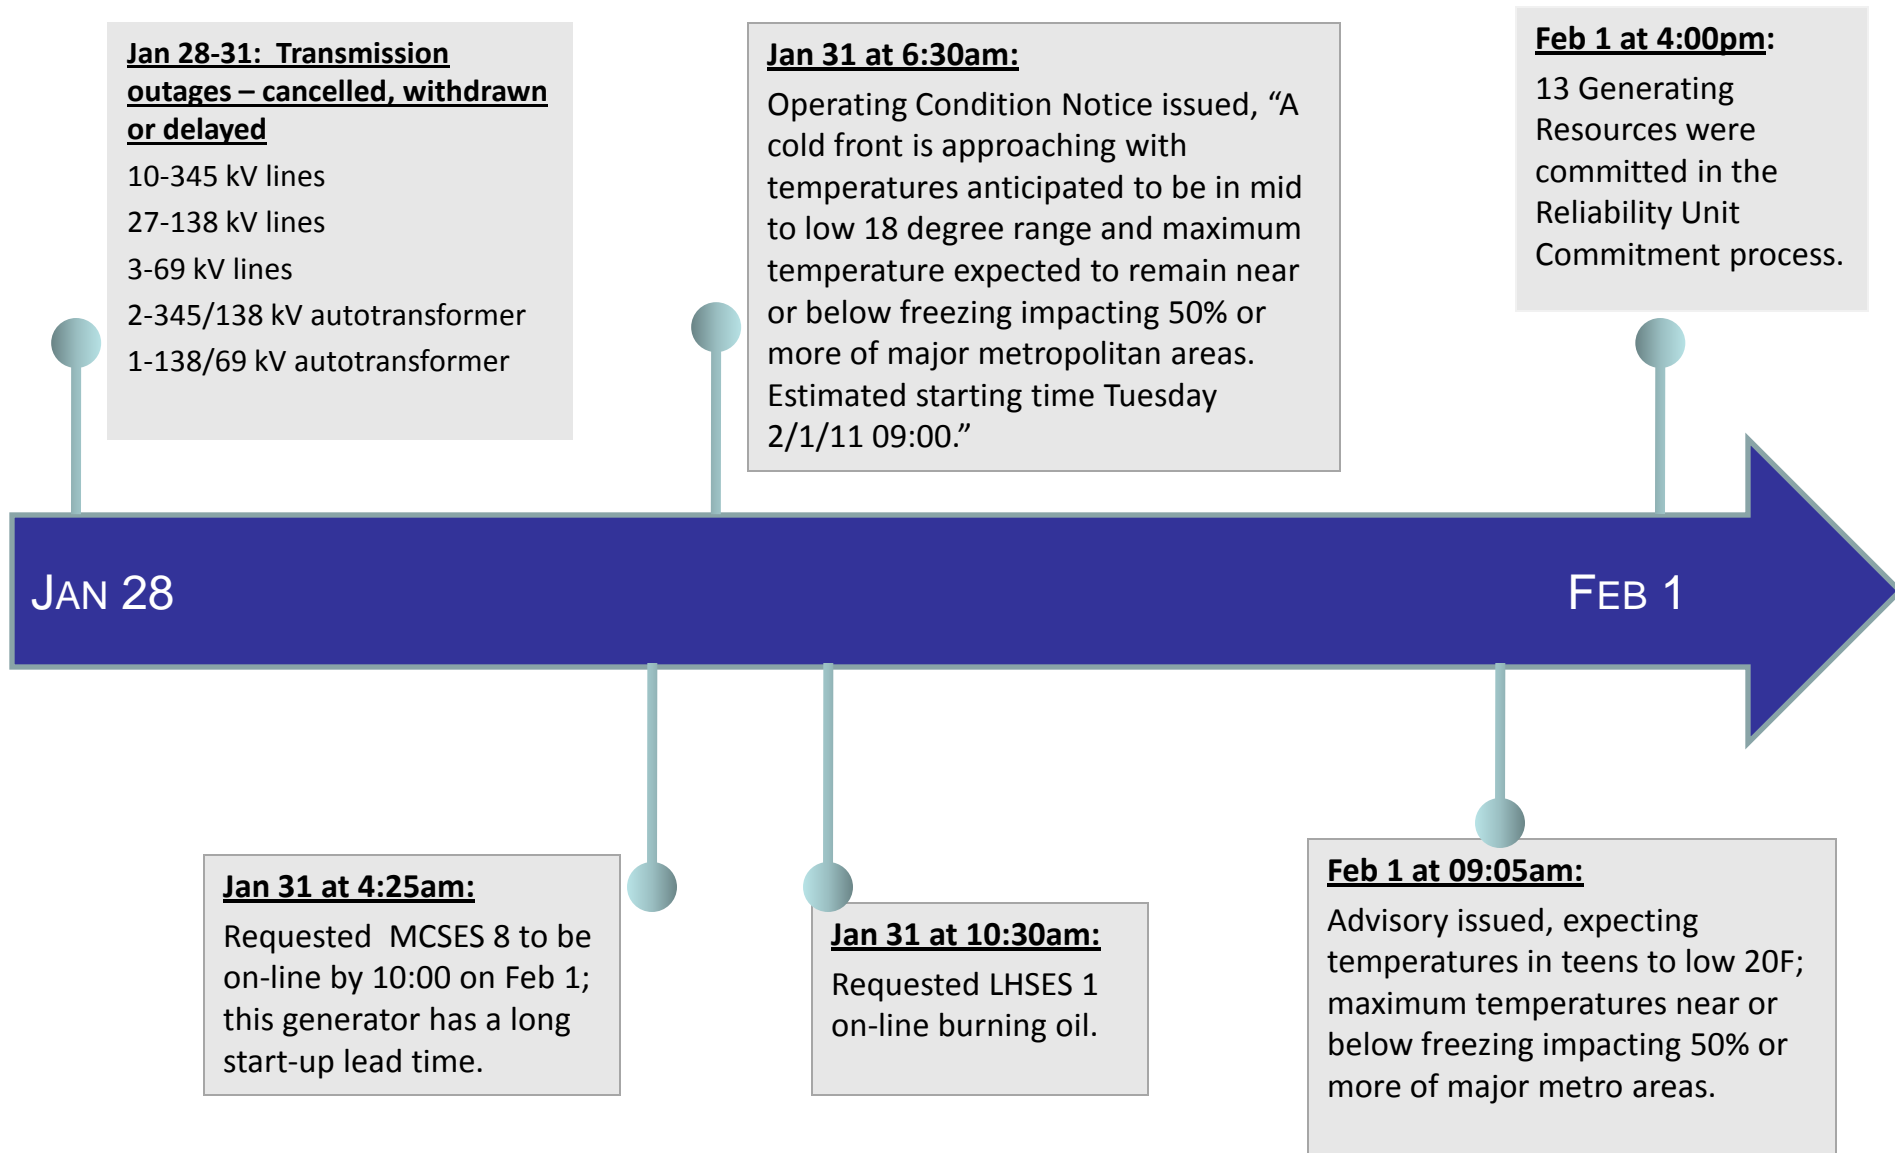 Jan 28-31:  Transmission
outages – cancelled, withdrawn
or delayed
10-345 kV lines
27-138 kV lines
3-69 kV lines
2-345/138 kV autotransformer
1-138/69 kV autotransformer
Jan 31 at 6:30am:
Operating Condition Notice issued, “A
cold front is approaching with
temperatures anticipated to be in mid
to low 18 degree range and maximum
temperature expected to remain near
or below freezing impacting 50% or
more of major metropolitan areas.
Estimated starting time Tuesday
2/1/11 09:00.”
Feb 1 at 4:00pm:
13 Generating
Resources were
committed in the
Reliability Unit
Commitment process.
JAN 28
FEB 1
Jan 31 at 4:25am:
Requested  MCSES 8 to be
on-line by 10:00 on Feb 1;
this generator has a long
start-up lead time.
Jan 31 at 10:30am:
Requested LHSES 1
on-line burning oil.
Feb 1 at 09:05am:
Advisory issued, expecting
temperatures in teens to low 20F;
maximum temperatures near or
below freezing impacting 50% or
more of major metro areas.